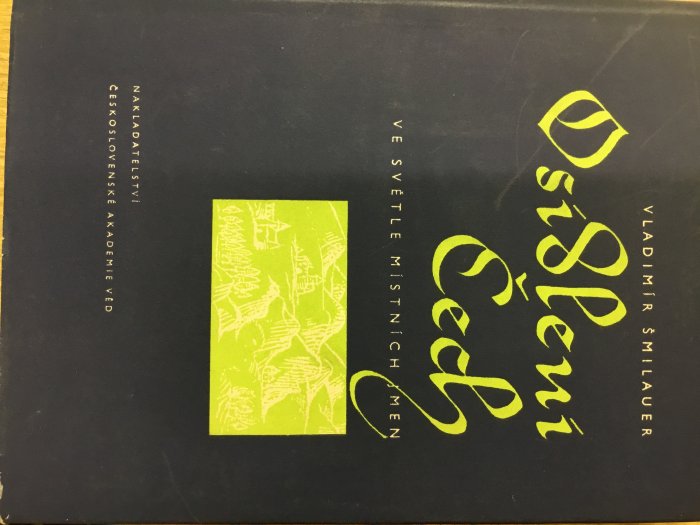 VLADIMÍR ŠMILAUER
Osídlení
Čech
VE SVĚTLE MÍSTNÍCH JMEN
NAKLADATELSTVÍ
ČESKOSLOVENSKÉ AKADEMIE VĚD